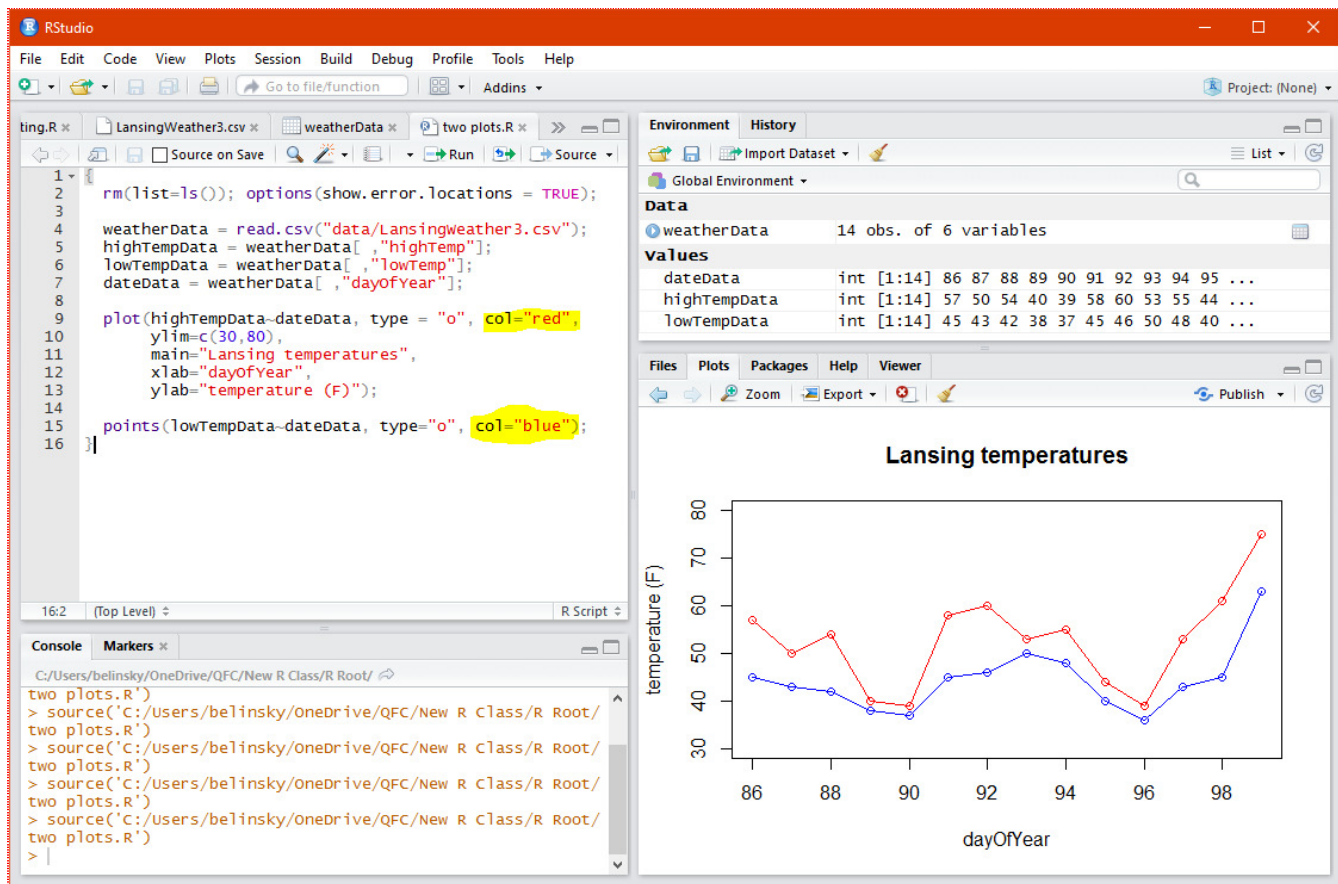 RStudio
File Edit Code View Plots Session Build Debug Profile Tools Help
Go to file/function Addins Project: (None)
ting.R LansingWeather3.csv weatherData two plots.R
Source on Save Run Source
1 {
2 rm(list=ls()); options(show.error.locations = TRUE);
3
4 weatherData = read.csv("data/LansingWeather3.csv");
5 highTempData = weatherData[ ,"highTemp"];
6 lowTempData = weatherData[ ,"lowTemp"];
7 dateData = weatherData[ ,"dayOfYear"];
8
9 plot(highTempData~dateData, type = "o", col="red",
10 ylim=c(30,80),
11 main="Lansing temperatures",
12 xlab="dayOfYear",
13 ylab="temperature (F)");
14
15 points(lowTempData~dateData, type="o", col="blue");
16 }
16:2 (Top Level) R Script
Console Markers
C:/Users/belinsky/OneDrive/QFC/New R Class/R Root/
two plots.R')
> source('C:/Users/belinsky/OneDrive/QFC/New R Class/R Root/
two plots.R')
> source('C:/Users/belinsky/OneDrive/QFC/New R Class/R Root/
two plots.R')
> source('C:/Users/belinsky/OneDrive/QFC/New R Class/R Root/
two plots.R')
> source('C:/Users/belinsky/OneDrive/QFC/New R Class/R Root/
two plots.R')
>
Environment History
Import Dataset List
Global Environment
Data
weatherData 14 obs. of 6 variables
Values
dateData int [1:14] 86 87 88 89 90 91 92 93 94 95 ...
highTempData int [1:14] 57 50 54 40 39 58 60 53 55 44 ...
lowTempData int [1:14] 45 43 42 38 37 45 46 50 48 40 ...
Files Plots Packages Help Viewer
Zoom Export Publish
Lansing temperatures
temperature (F)
80
70
60
50
40
30
86 88 90 92 94 96 98
dayOfYear